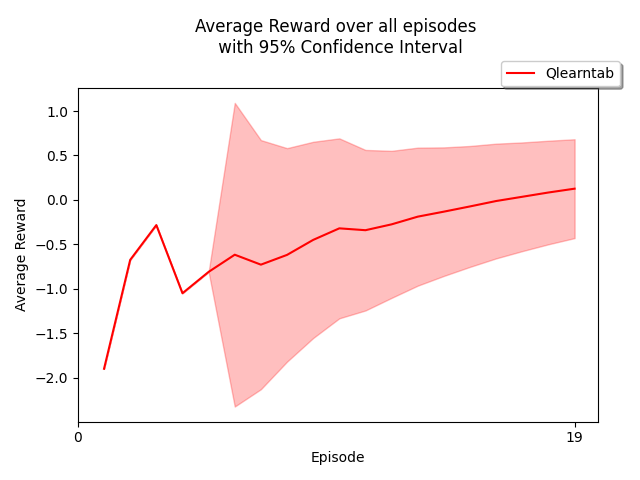 Average Reward over all episodes
with 95% Confidence Interval
Qlearntab
1.0
0.5
0.0
−0.5
−1.0
−1.5
−2.0
Average Reward
0
19
Episode